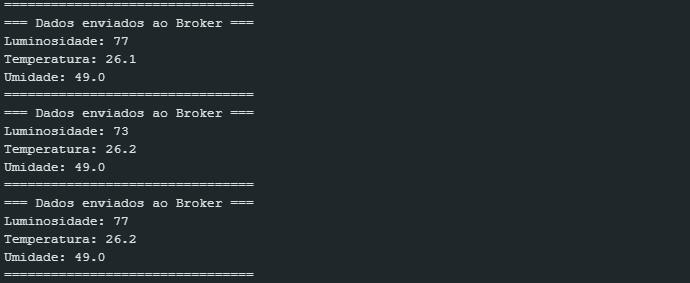 ================================
=== Dados enviados ao Broker ===
Luminosidade: 77
Temperatura: 26.1
Umidade: 49.0
================================
=== Dados enviados ao Broker ===
Luminosidade: 73
Temperatura: 26.2
Umidade: 49.0
================================
=== Dados enviados ao Broker ===
Luminosidade: 77
Temperatura: 26.2
Umidade: 49.0
================================